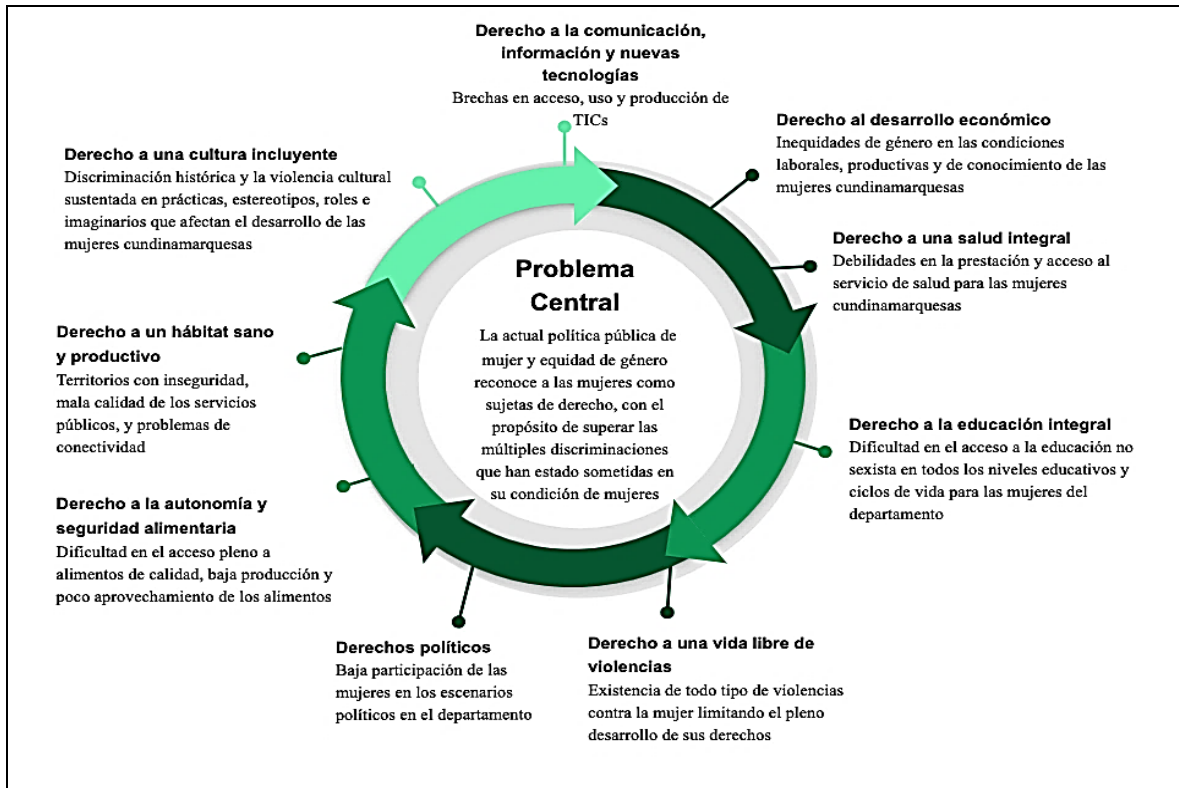 Derecho a la comunicación,
información y nuevas
tecnologías
Brechas en acceso, uso y producción de
TICs
Derecho al desarrollo económico
Inequidades de género en las condiciones
laborales, productivas y de conocimiento de las
mujeres cundinamarquesas
Derecho a una salud integral
Debilidades en la prestación y acceso al
servicio de salud para las mujeres
cundinamarquesas
Derecho a la educación integral
Dificultad en el acceso a la educación no
sexista en todos los niveles educativos y
ciclos de vida para las mujeres del
departamento
Derecho a una vida libre de
violencias
Existencia de todo tipo de violencias
contra la mujer limitando el pleno
desarrollo de sus derechos
Derechos políticos
Baja participación de las
mujeres en los escenarios
políticos en el departamento
Derecho a la autonomía y
seguridad alimentaria
Dificultad en el acceso pleno a
alimentos de calidad, baja producción y
poco aprovechamiento de los alimentos
Derecho a un hábitat sano
y productivo
Territorios con inseguridad,
mala calidad de los servicios
públicos, y problemas de
conectividad
Derecho a una cultura incluyente
Discriminación histórica y la violencia cultural
sustentada en prácticas, estereotipos, roles e
imaginarios que afectan el desarrollo de las
mujeres cundinamarquesas
Problema
Central
La actual política pública de
mujer y equidad de género
reconoce a las mujeres como
sujetas de derecho, con el
propósito de superar las
múltiples discriminaciones
que han estado sometidas en
su condición de mujeres